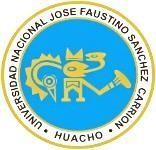 UNIVERSIDAD NACIONAL JOSE FAUSTINO SANCHEZ CARRION
• HUACHO •